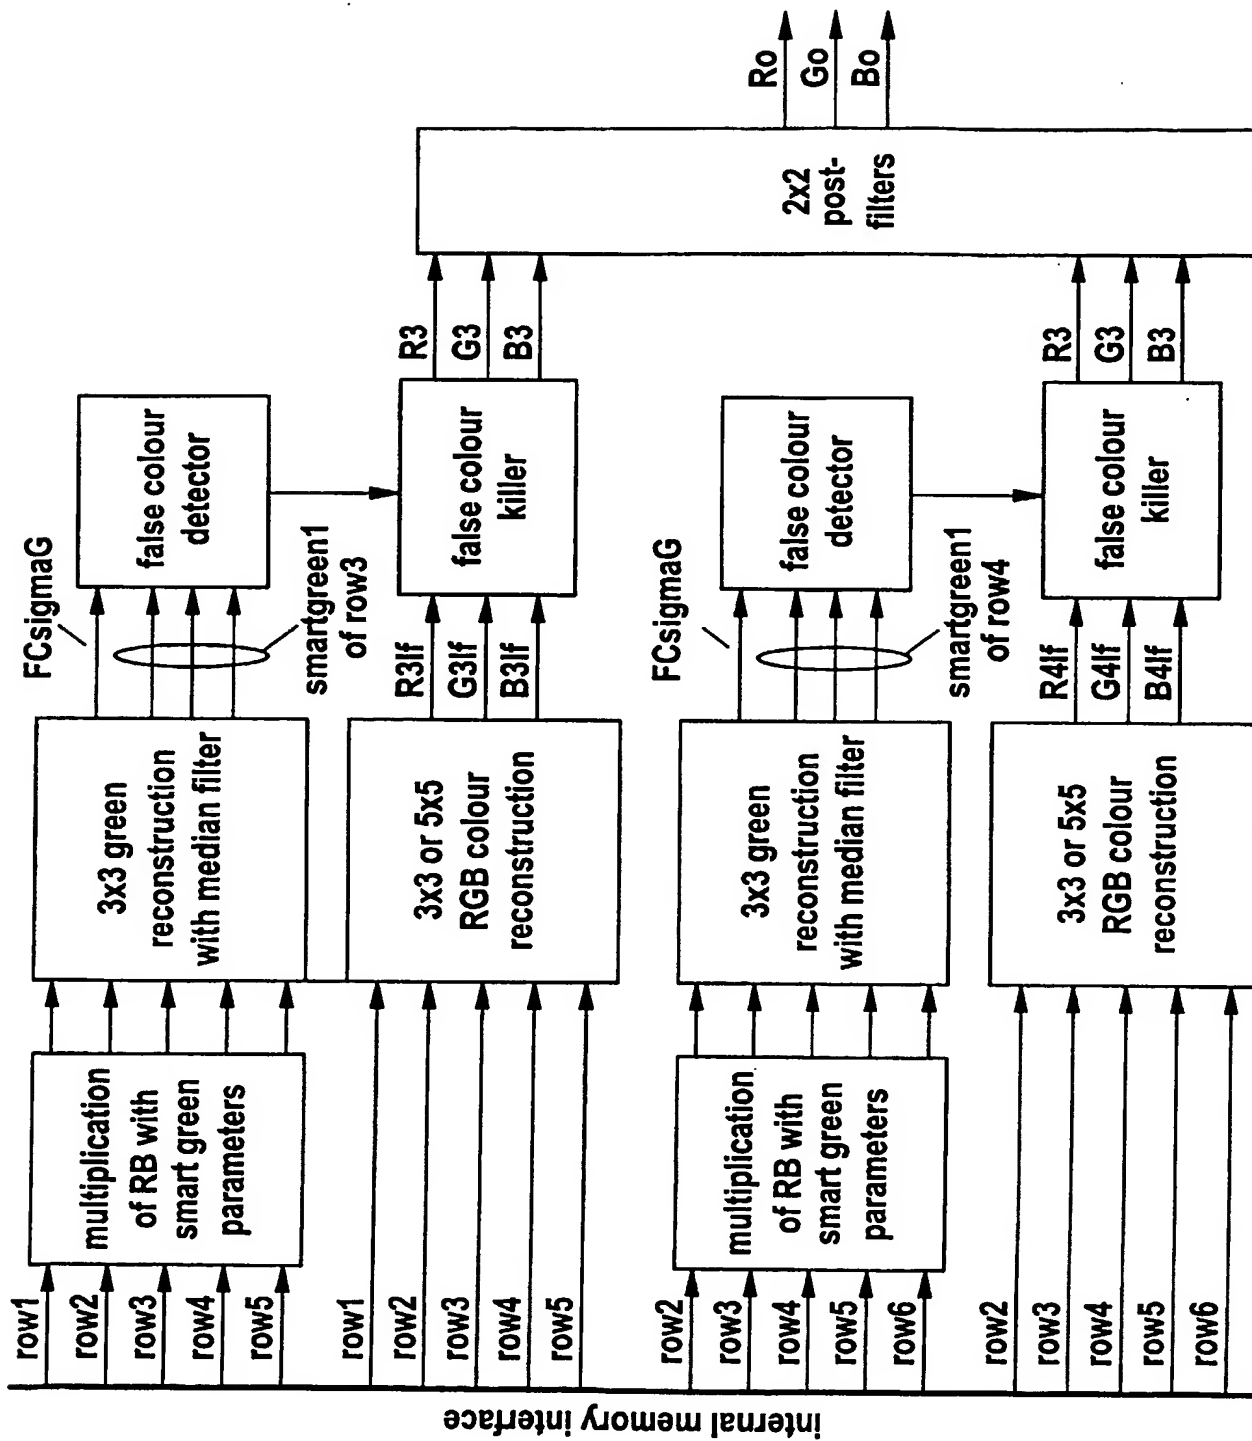 internal memory interface
row1
row2
row3
row4
row5
multiplication
of RB with
smart green
parameters
3x3 green
reconstruction
with median filter
FCsigmaG
smartgreen1
of row3
false colour
detector
row1
row2
row3
row4
row5
3x3 or 5x5
RGB colour
reconstruction
R3lf
G3lf
B3lf
false colour
killer
R3
G3
B3
row2
row3
row4
row5
row6
multiplication
of RB with
smart green
parameters
3x3 green
reconstruction
with median filter
FCsigmaG
smartgreen1
of row4
false colour
detector
row2
row3
row4
row5
row6
3x3 or 5x5
RGB colour
reconstruction
R4lf
G4lf
B4lf
false colour
killer
R3
G3
B3
2x2
post-
filters
Ro
Go
Bo